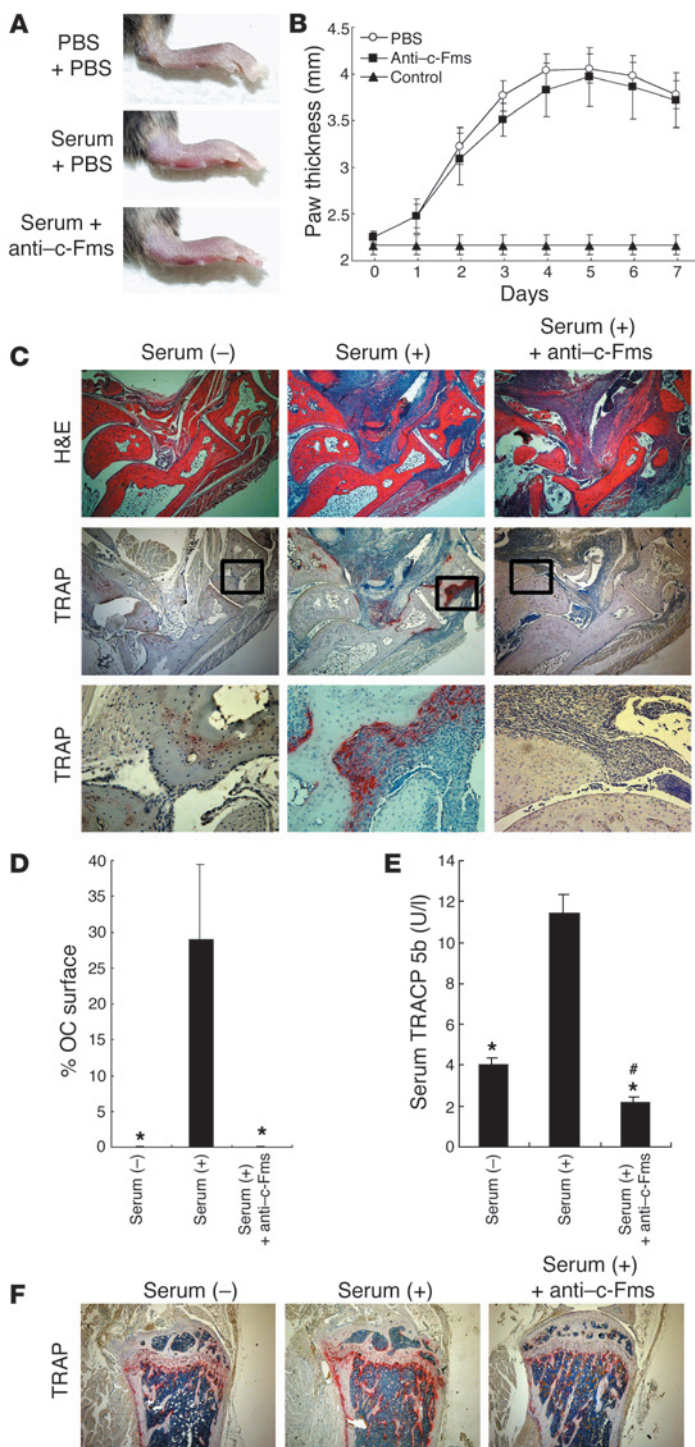 A
PBS
+ PBS
Serum
+ PBS
Serum +
anti–c-Fms
B
PBS
Anti–c-Fms
Control
Paw thickness (mm)
4.5
4
3.5
3
2.5
2
0 1 2 3 4 5 6 7
Days
C
Serum (–)
Serum (+)
Serum (+)
+ anti–c-Fms
H&E
TRAP
TRAP
D
% OC surface
40
35
30
25
20
15
10
5
0
*
*
Serum (–)
Serum (+)
Serum (+)
+ anti–c-Fms
E
Serum TRACP 5b (U/l)
14
12
10
8
6
4
2
0
*
#
*
Serum (–)
Serum (+)
Serum (+)
+ anti–c-Fms
F
Serum (–)
Serum (+)
Serum (+)
+ anti–c-Fms
TRAP